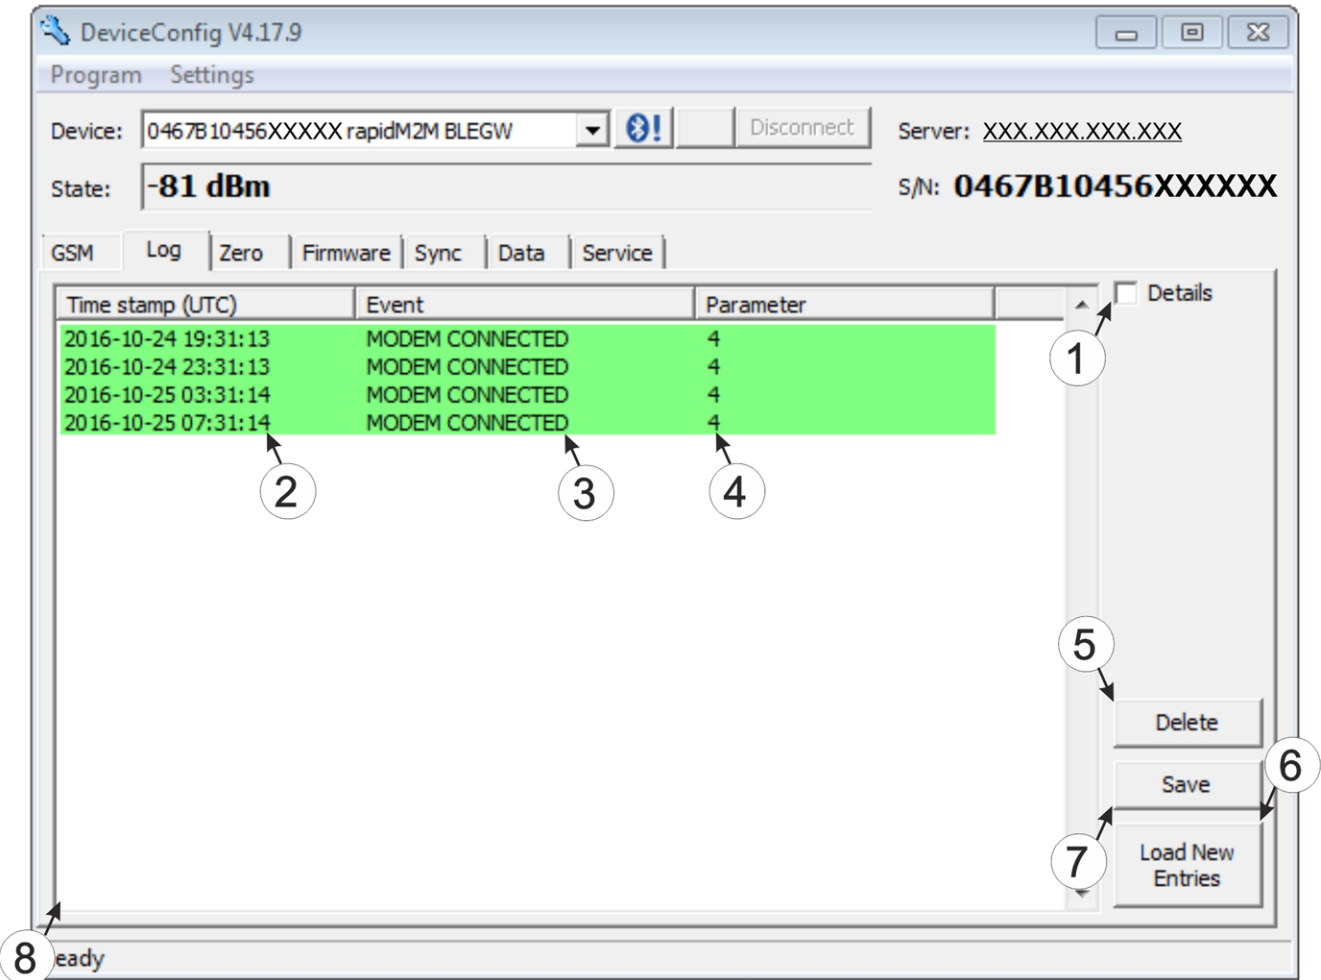 DeviceConfig V4.17.9
Program Settings
Device: 0467B10456XXXXX rapidM2M BLEGW Disconnect Server: XXX.XXX.XXX.XXX
State: -81 dBm S/N: 0467B10456XXXXXX
GSM Log Zero Firmware Sync Data Service
Time stamp (UTC) Event Parameter Details
2016-10-24 19:31:13 MODEM CONNECTED 4
1
2016-10-24 23:31:13 MODEM CONNECTED 4
2016-10-25 03:31:14 MODEM CONNECTED 4
2016-10-25 07:31:14 MODEM CONNECTED 4
2 3 4
5
Delete
6
Save
7
Load New
Entries
8 eady